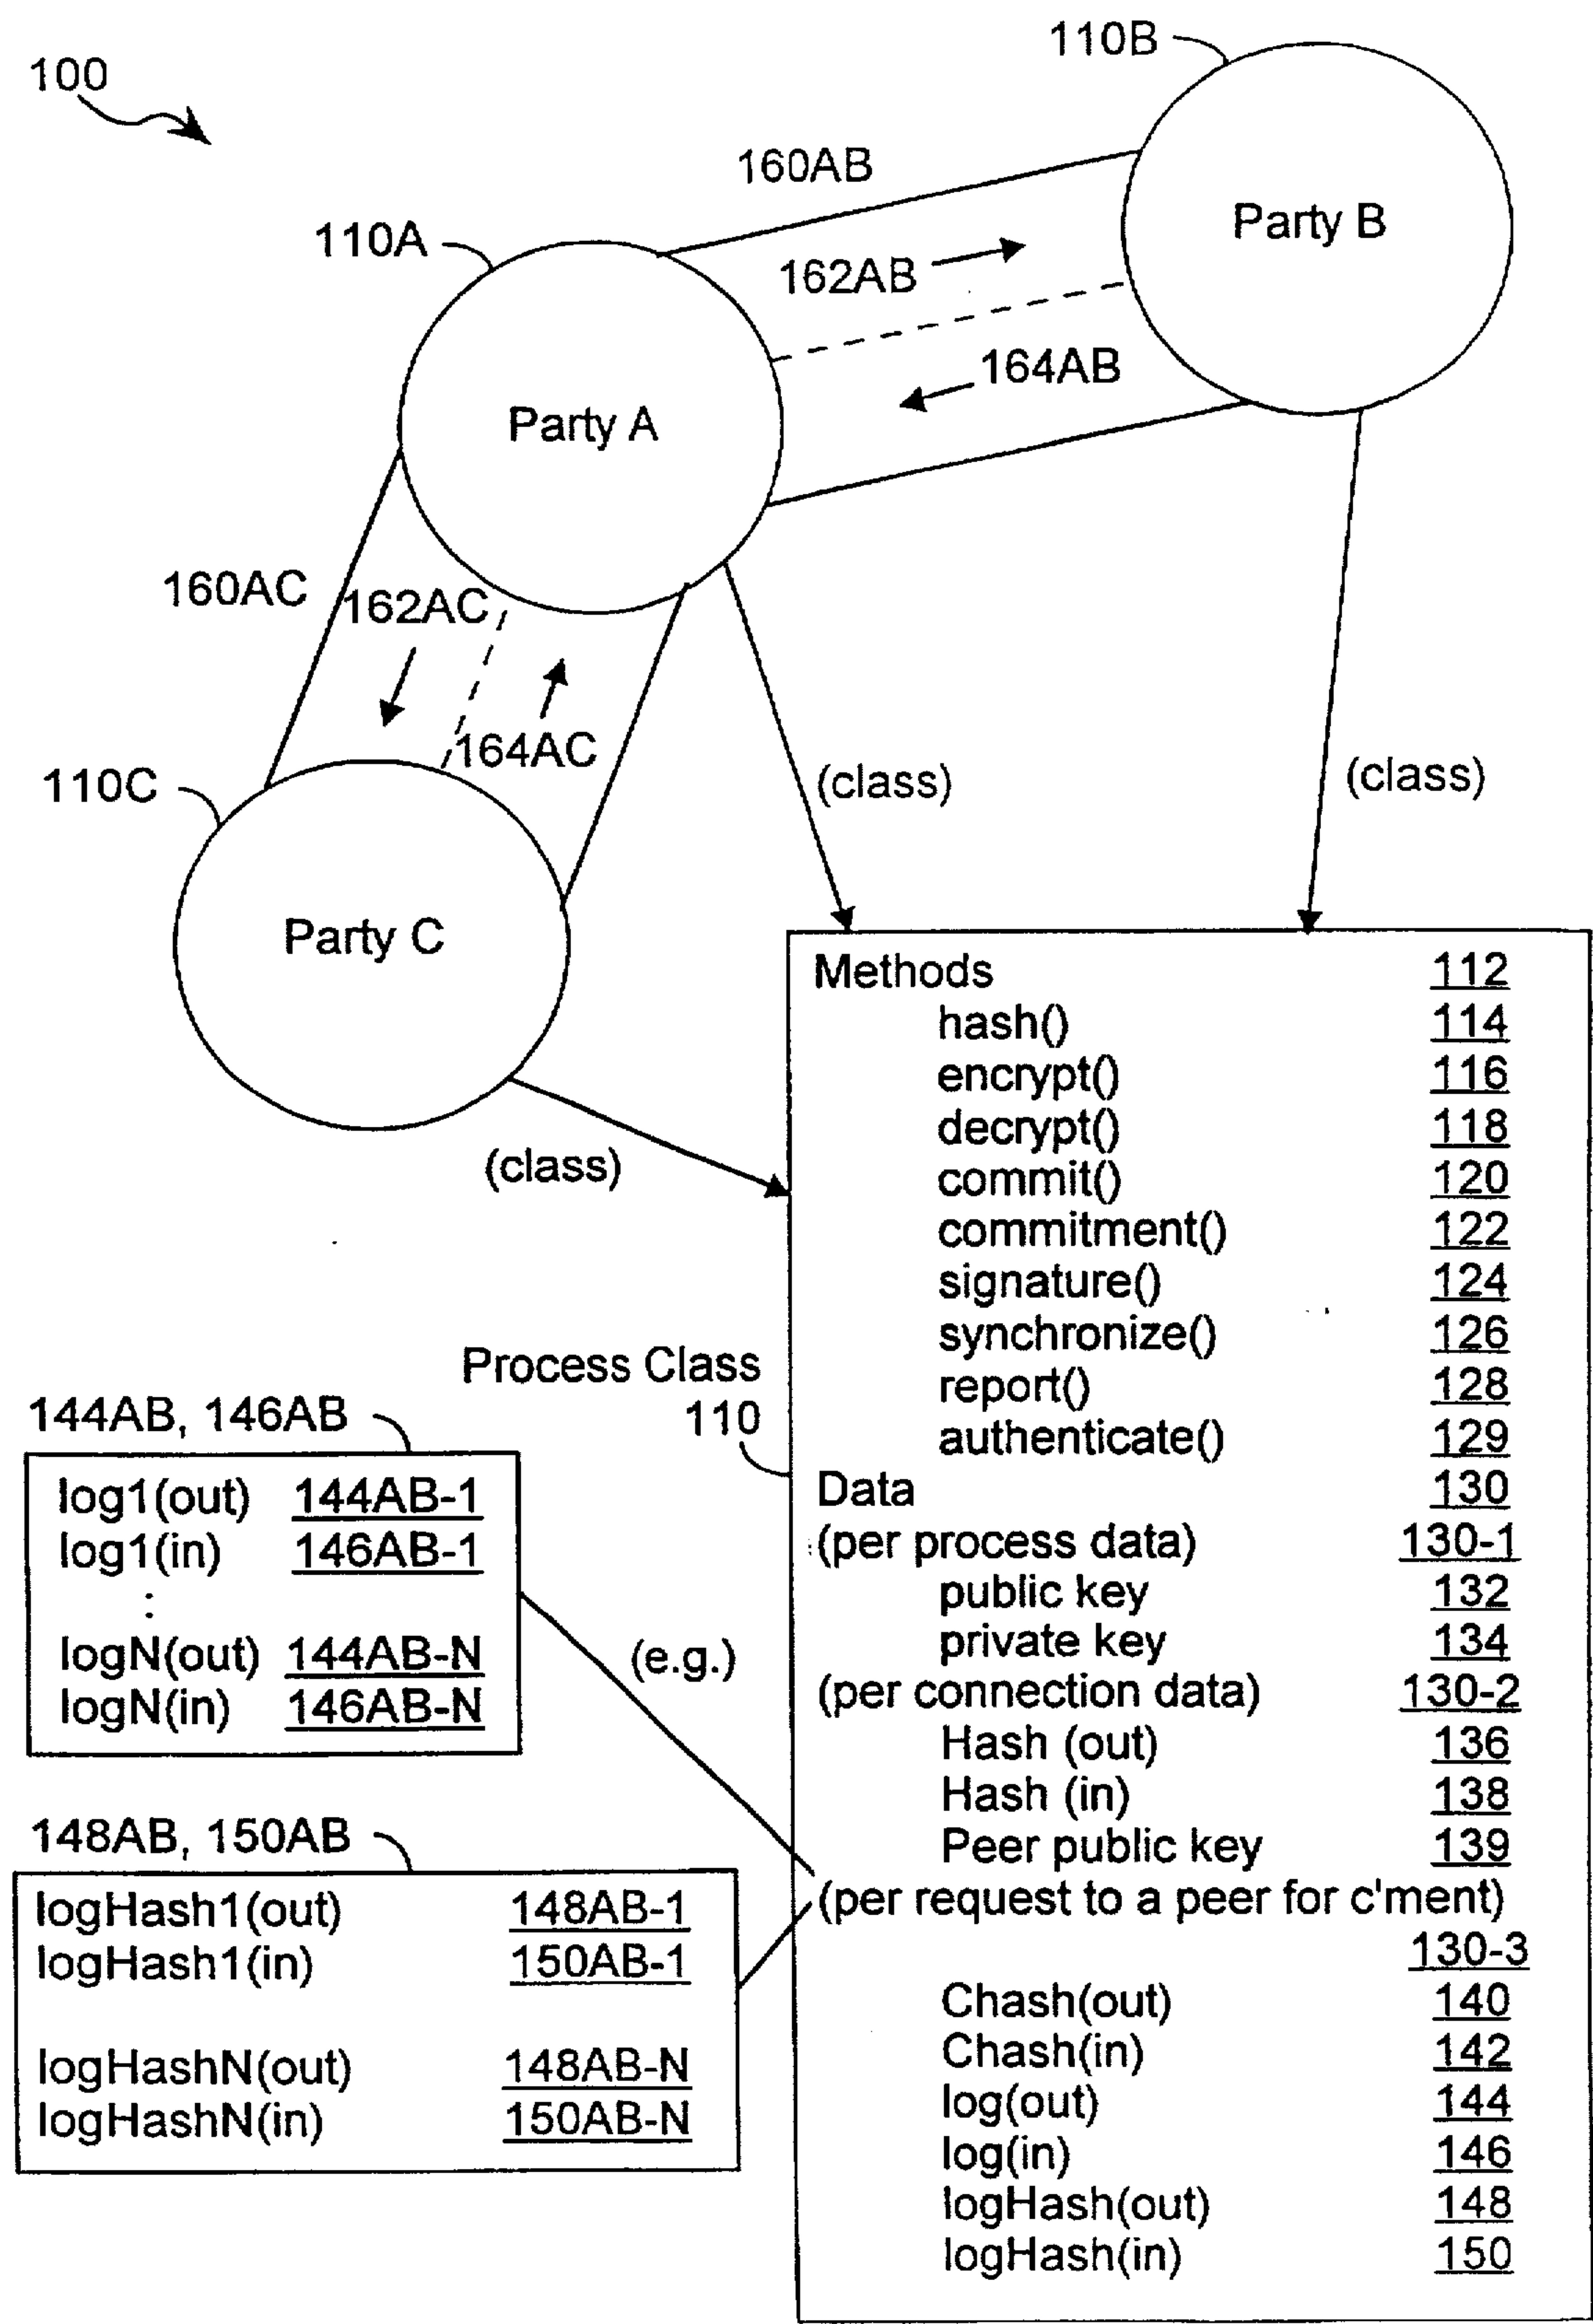 100
110B
160AB
110A
Party B
162AB
164AB
Party A
160AC
162AC
164AC
110C
(class)
(class)
Party C
(class)
Methods 112
hash() 114
encrypt() 116
decrypt() 118
commit() 120
commitment() 122
signature() 124
synchronize() 126
report() 128
authenticate() 129
Process Class
110
Data 130
(per process data) 130-1
public key 132
private key 134
(per connection data) 130-2
Hash (out) 136
Hash (in) 138
Peer public key 139
(per request to a peer for c'ment)
130-3
Chash(out) 140
Chash(in) 142
log(out) 144
log(in) 146
logHash(out) 148
logHash(in) 150
144AB, 146AB
log1(out) 144AB-1
log1(in) 146AB-1
:
logN(out) 144AB-N
logN(in) 146AB-N
(e.g.)
148AB, 150AB
logHash1(out) 148AB-1
logHash1(in) 150AB-1
logHashN(out) 148AB-N
logHashN(in) 150AB-N